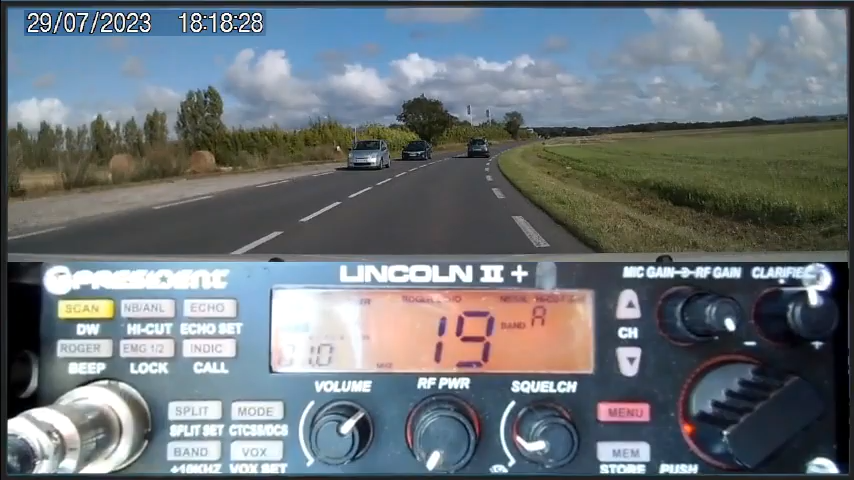 29/07/2023 18:18:28
PRESIDENT
LINCOLN II +
MIC GAIN RF GAIN CLARIFIER
SCAN NB/ANL ECHO
DW HI-CUT ECHO SET
ROGER EMG 1/2 INDIC
BEEP LOCK CALL
19 BAND A
CH
VOLUME RF PWR SQUELCH
SPLIT MODE
SPLIT SET CTCSS/DCS
BAND VOX
+10KHZ VOX SET
MENU
MEM
STORE PUSH
- +